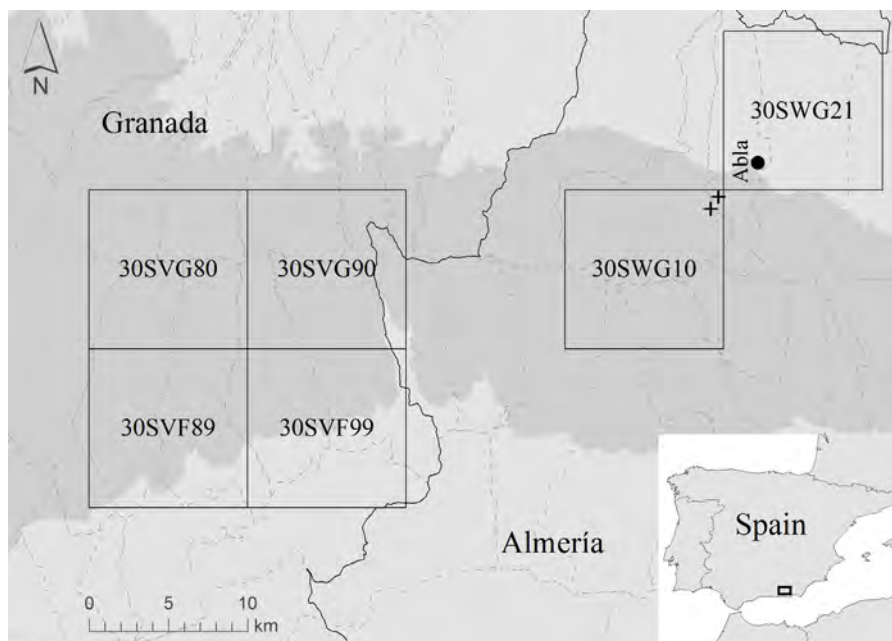 N
Granada
30SWG21
Abla
30SVG80
30SVG90
30SWG10
30SVF89
30SVF99
Almería
Spain
0 5 10
km